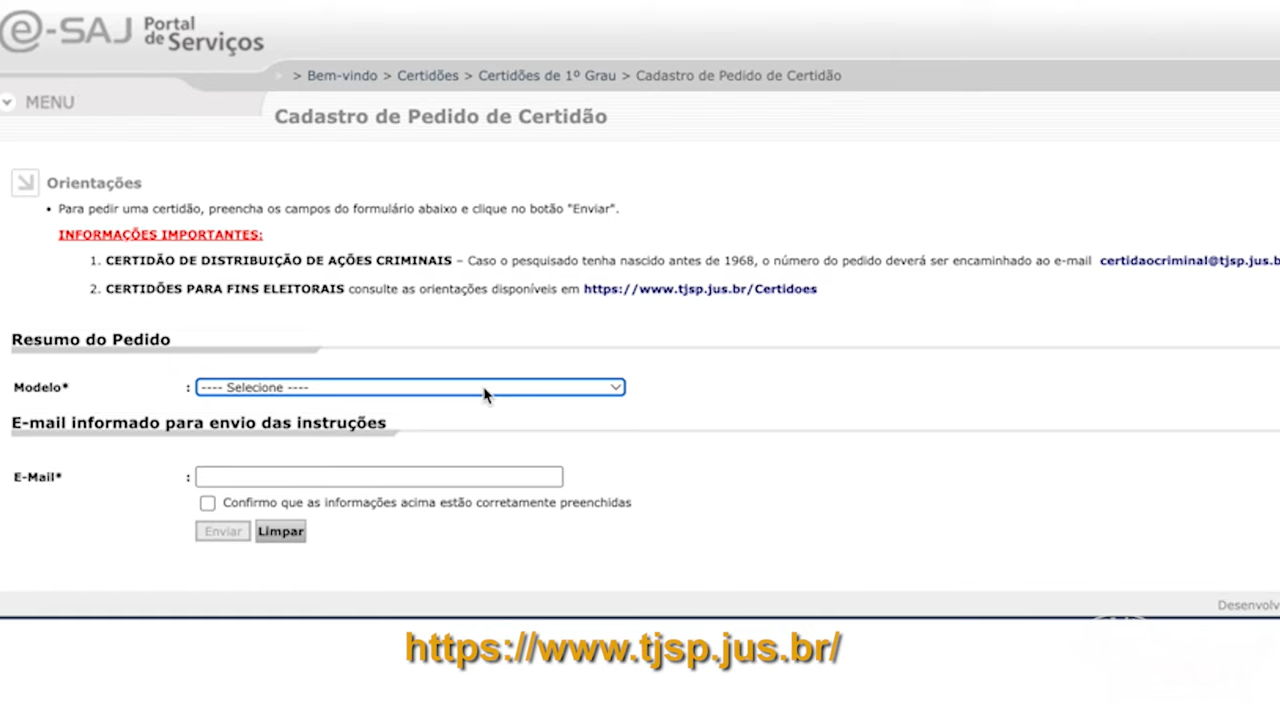 e-SAJ Portal de Serviços
> Bem-vindo > Certidões > Certidões de 1º Grau > Cadastro de Pedido de Certidão
MENU
Cadastro de Pedido de Certidão
Orientações
• Para pedir uma certidão, preencha os campos do formulário abaixo e clique no botão "Enviar".
INFORMAÇÕES IMPORTANTES:
1. CERTIDÃO DE DISTRIBUIÇÃO DE AÇÕES CRIMINAIS – Caso o pesquisado tenha nascido antes de 1968, o número do pedido deverá ser encaminhado ao e-mail certidaocriminal@tjsp.jus.b
2. CERTIDÕES PARA FINS ELEITORAIS consulte as orientações disponíveis em https://www.tjsp.jus.br/Certidoes
Resumo do Pedido
Modelo* : ---- Selecione ----
E-mail informado para envio das instruções
E-Mail* :
Confirmo que as informações acima estão corretamente preenchidas
Enviar Limpar
Desenvolv
https://www.tjsp.jus.br/